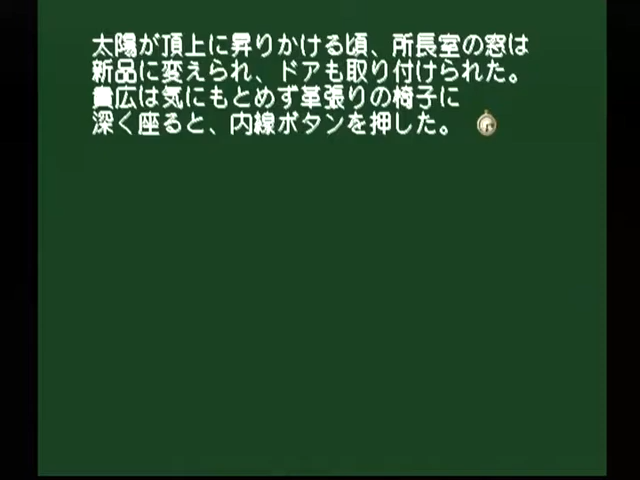 太陽が頂上に昇りかける頃、所長室の窓は
新品に変えられ、ドアも取り付けられた。
貴広は気にもとめず革張りの椅子に
深く座ると、内線ボタンを押した。